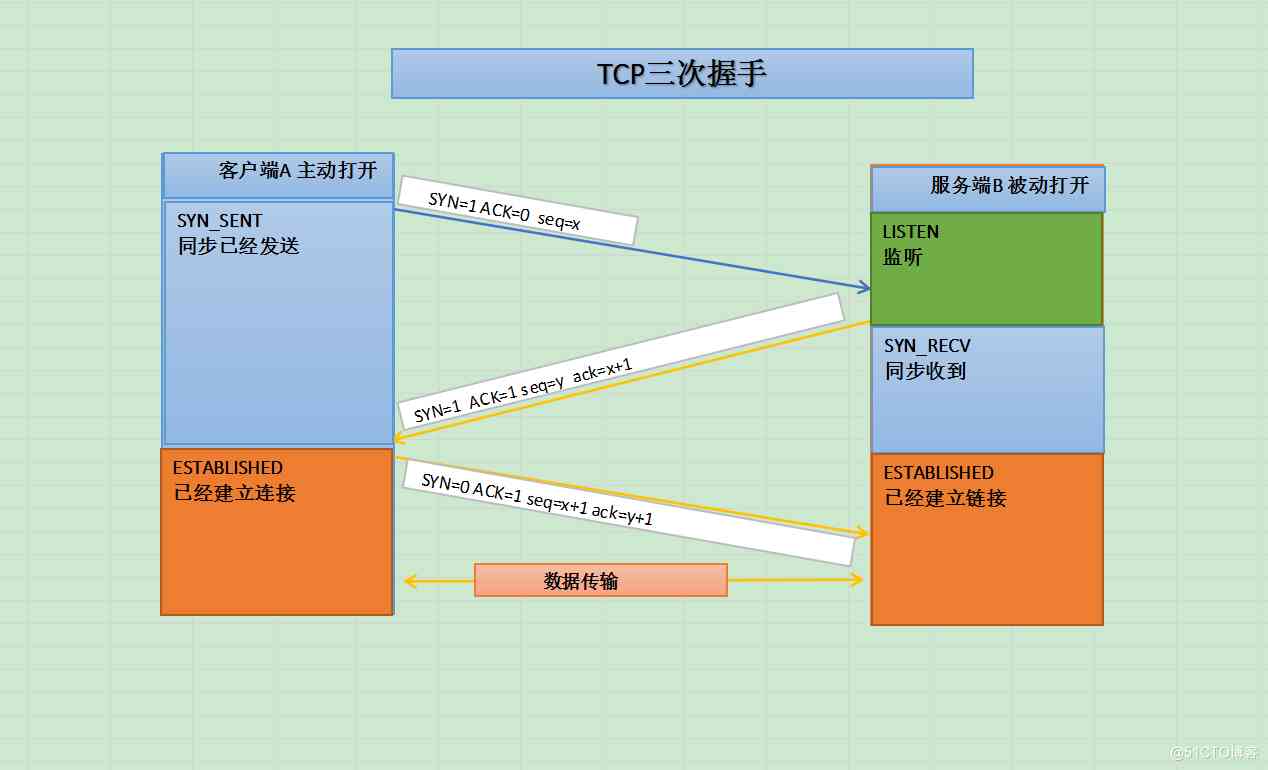 TCP三次握手
客户端A 主动打开
服务端B 被动打开
SYN_SENT
同步已经发送
SYN=1 ACK=0 seq=x
LISTEN
监听
SYN=1 ACK=1 seq=y ack=x+1
SYN_RECV
同步收到
ESTABLISHED
已经建立连接
SYN=0 ACK=1 seq=x+1 ack=y+1
ESTABLISHED
已经建立链接
数据传输
@51CTO博客